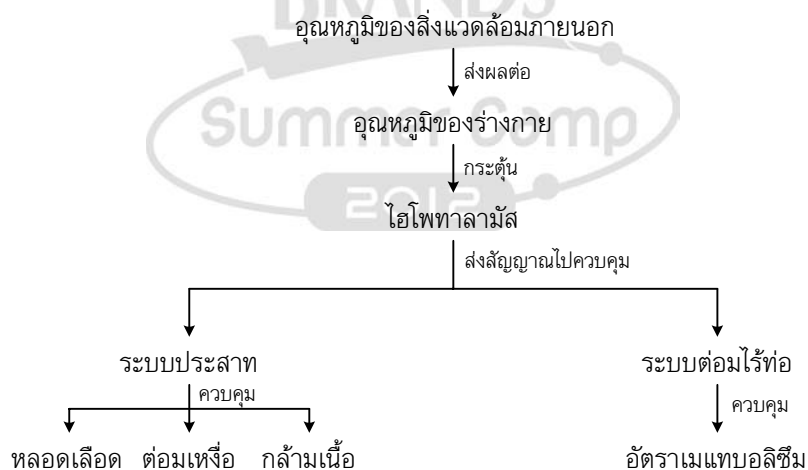 BRAND'S
อุณหภูมิของสิ่งแวดล้อมภายนอก
ส่งผลต่อ
Summer Camp
อุณหภูมิของร่างกาย
กระตุ้น
2012
ไฮโพทาลามัส
ส่งสัญญาณไปควบคุม
ระบบประสาท
ระบบต่อมไร้ท่อ
ควบคุม
ควบคุม
หลอดเลือด ต่อมเหงื่อ กล้ามเนื้อ
อัตราเมแทบอลิซึม